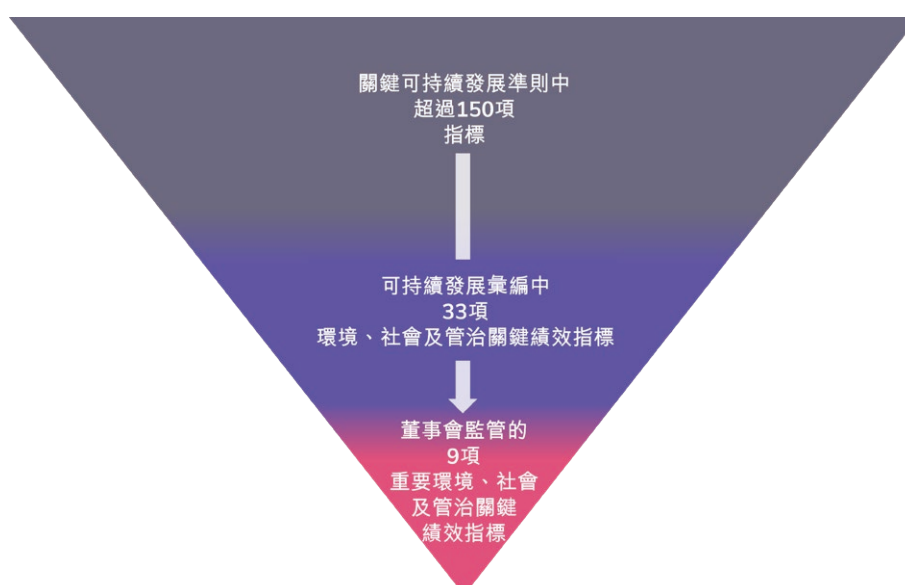 關鍵可持續發展準則中
超過150項
指標
可持續發展彙編中
33項
環境、社會及管治關鍵績效指標
董事會監管的
9項
重要環境、社會
及管治關鍵
績效指標